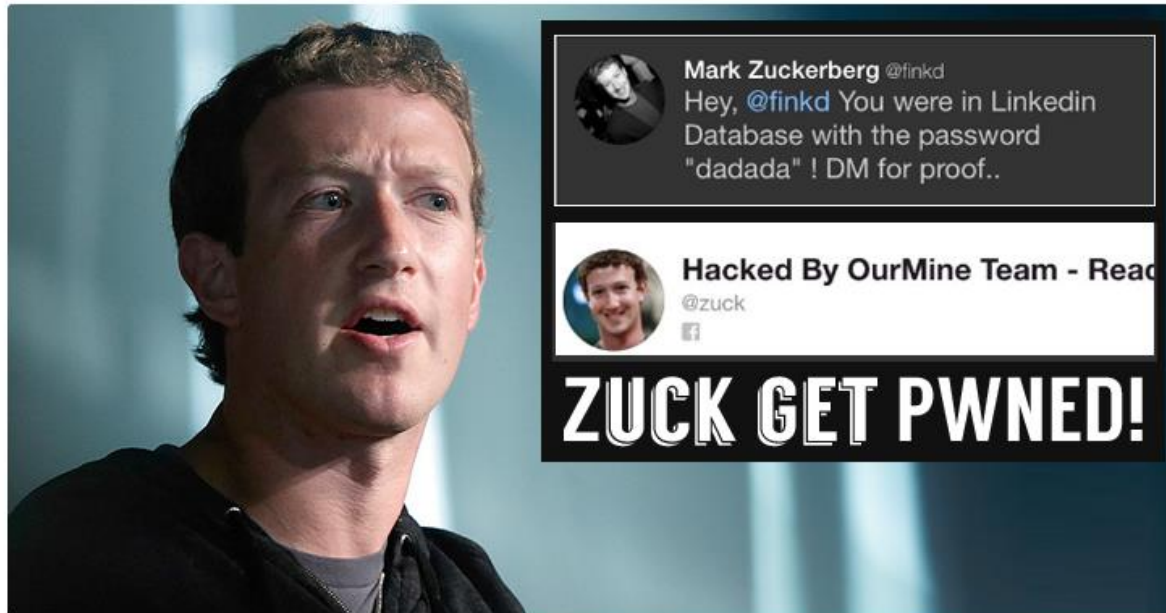 Mark Zuckerberg @finkd
Hey, @finkd You were in Linkedin
Database with the password
"dadada" ! DM for proof..
Hacked By OurMine Team - Read
@zuck
ZUCK GET PWNED!